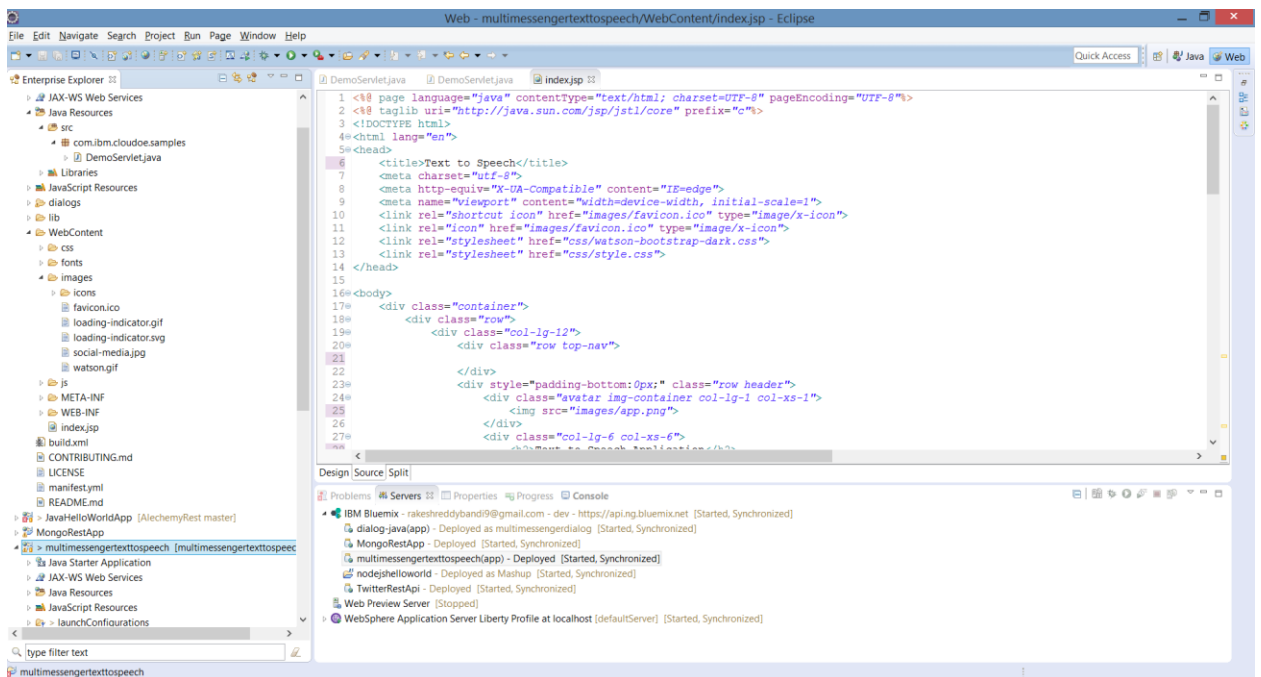 Web - multimessengertexttospeech/WebContent/index.jsp - Eclipse
File Edit Navigate Search Project Run Page Window Help
Quick Access Java Web
Enterprise Explorer
JAX-WS Web Services
Java Resources
src
com.ibm.cloudoe.samples
DemoServlet.java
Libraries
JavaScript Resources
dialogs
lib
WebContent
css
fonts
images
icons
favicon.ico
loading-indicator.gif
loading-indicator.svg
social-media.jpg
watson.gif
js
META-INF
WEB-INF
index.jsp
build.xml
CONTRIBUTING.md
LICENSE
manifest.yml
README.md
> JavaHelloWorldApp [AlechemyRest master]
MongoRestApp
> multimessengertexttospeech [multimessengertexttospeec
Java Starter Application
JAX-WS Web Services
Java Resources
JavaScript Resources
> launchConfigurations
type filter text
multimessengertexttospeech
DemoServlet.java DemoServlet.java index.jsp
1 <%@ page language="java" contentType="text/html; charset=UTF-8" pageEncoding="UTF-8"%>
2 <%@ taglib uri="http://java.sun.com/jsp/jstl/core" prefix="c"%>
3 <!DOCTYPE html>
4 <html lang="en">
5 <head>
6 <title>Text to Speech</title>
7 <meta charset="utf-8">
8 <meta http-equiv="X-UA-Compatible" content="IE=edge">
9 <meta name="viewport" content="width=device-width, initial-scale=1">
10 <link rel="shortcut icon" href="images/favicon.ico" type="image/x-icon">
11 <link rel="icon" href="images/favicon.ico" type="image/x-icon">
12 <link rel="stylesheet" href="css/watson-bootstrap-dark.css">
13 <link rel="stylesheet" href="css/style.css">
14 </head>
15
16 <body>
17 <div class="container">
18 <div class="row">
19 <div class="col-lg-12">
20 <div class="row top-nav">
21
22 </div>
23 <div style="padding-bottom:0px;" class="row header">
24 <div class="avatar img-container col-lg-1 col-xs-1">
25 <img src="images/app.png">
26 </div>
27 <div class="col-lg-6 col-xs-6">
28 <h2>Text to Speech Application</h2>
Design Source Split
Problems Servers Properties Progress Console
IBM Bluemix - rakeshreddybandi9@gmail.com - dev - https://api.ng.bluemix.net [Started, Synchronized]
dialog-java(app) - Deployed as multimessengerdialog [Started, Synchronized]
MongoRestApp - Deployed [Started, Synchronized]
multimessengertexttospeech(app) - Deployed [Started, Synchronized]
nodejshelloworld - Deployed as Mashup [Started, Synchronized]
TwitterRestApi - Deployed [Started, Synchronized]
Web Preview Server [Stopped]
WebSphere Application Server Liberty Profile at localhost [defaultServer] [Started, Synchronized]